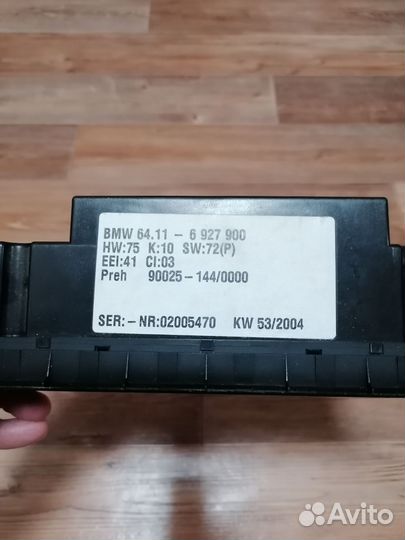 BMW 64.11 - 6 927 900
HW:75 K:10 SW:72(P)
EEI:41 CI:03
Preh 90025-144/0000
SER:-NR:02005470 KW 53/2004
Avito